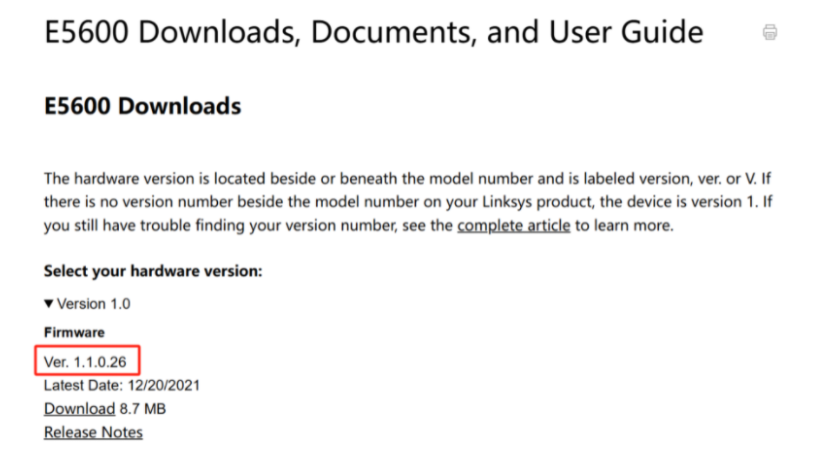 E5600 Downloads, Documents, and User Guide
E5600 Downloads
The hardware version is located beside or beneath the model number and is labeled version, ver. or V. If
there is no version number beside the model number on your Linksys product, the device is version 1. If
you still have trouble finding your version number, see the complete article to learn more.
Select your hardware version:
▼ Version 1.0
Firmware
Ver. 1.1.0.26
Latest Date: 12/20/2021
Download 8.7 MB
Release Notes